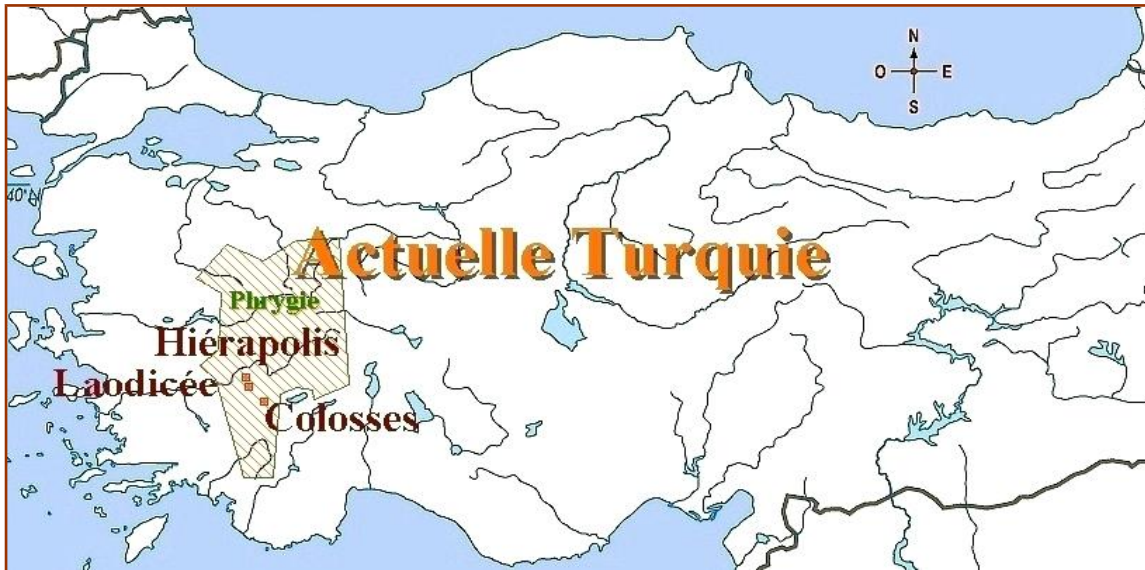 N
O E
S
40°
Actuelle Turquie
Phrygie
Hiérapolis
Laodicée
Colosses